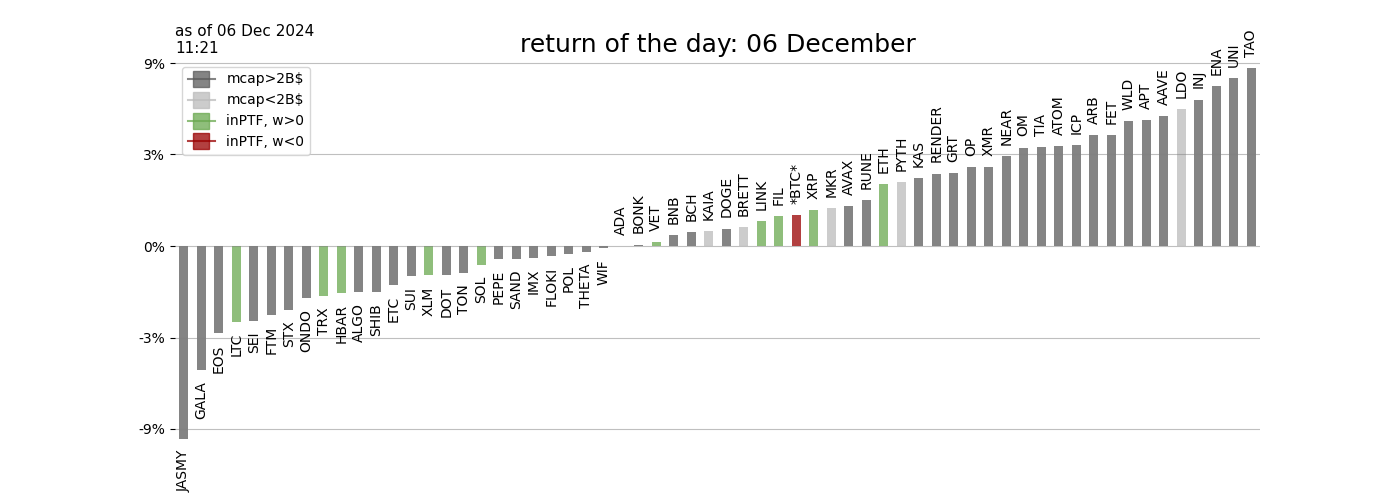 as of 06 Dec 2024
11:21
return of the day: 06 December
9%
3%
0%
-3%
-9%
mcap>2B$
mcap<2B$
inPTF, w>0
inPTF, w<0
JASMY
GALA
EOS
LTC
SEI
FTM
STX
ONDO
TRX
HBAR
ALGO
SHIB
ETC
SUI
XLM
DOT
TON
SOL
PEPE
SAND
IMX
FLOKI
POL
THETA
WIF
ADA
BONK
VET
BNB
BCH
KAIA
DOGE
BRETT
LINK
FIL
*BTC*
XRP
MKR
AVAX
RUNE
ETH
PYTH
KAS
RENDER
GRT
OP
XMR
NEAR
OM
TIA
ATOM
ICP
ARB
FET
WLD
APT
AAVE
LDO
INJ
ENA
UNI
TAO